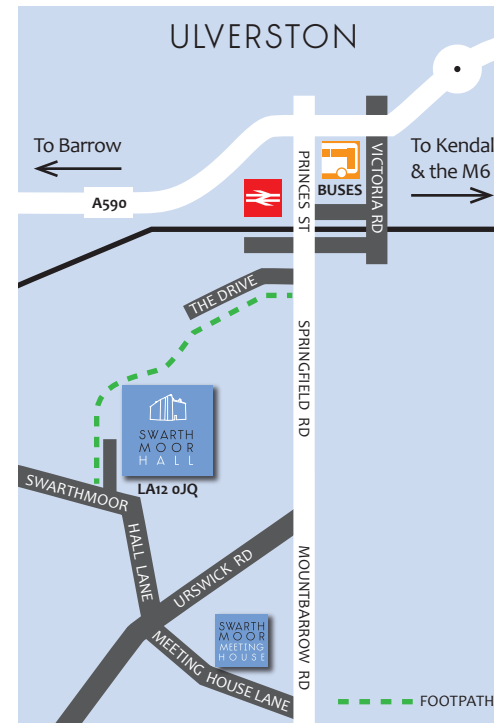 ULVERSTON
To Barrow
A590
PRINCES ST
BUSES
VICTORIA RD
To Kendal
& the M6
THE DRIVE
SPRINGFIELD RD
SWARTH
MOOR
HALL
LA12 0JQ
SWARTHMOOR
HALL LANE
URSWICK RD
MOUNTBARROW RD
SWARTH
MOOR
MEETING
HOUSE
MEETING HOUSE LANE
FOOTPATH